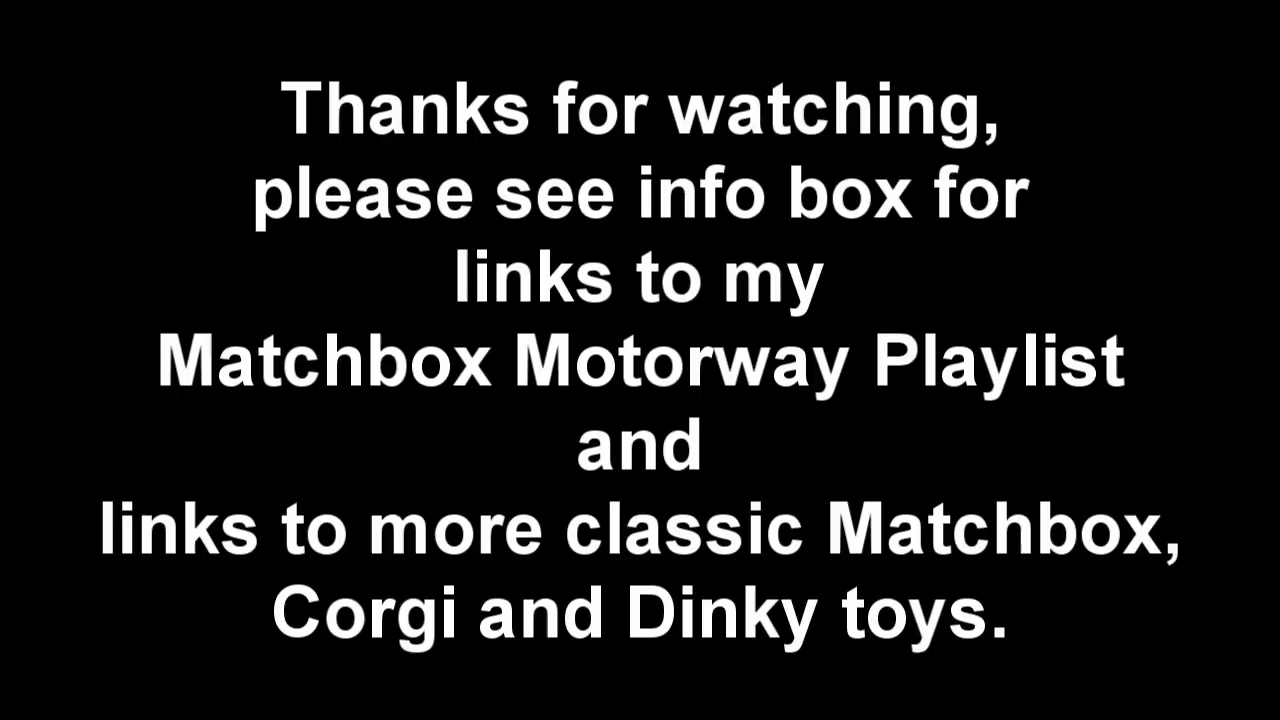 Thanks for watching,
please see info box for
links to my
Matchbox Motorway Playlist
and
links to more classic Matchbox,
Corgi and Dinky toys.